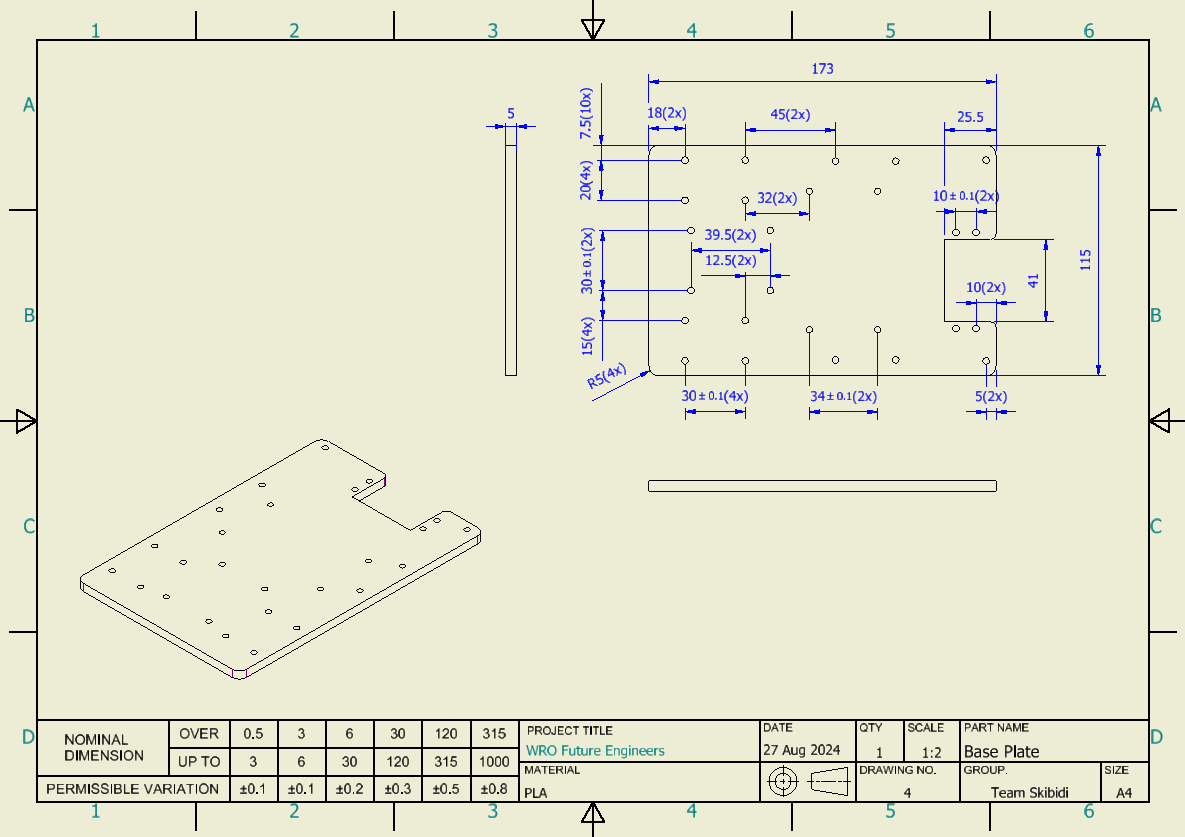 1 2 3 4 5 6
A A
173
5
7.5(10x)
18(2x)
45(2x)
25.5
20(4x)
32(2x)
10±0.1(2x)
39.5(2x)
30±0.1(2x)
12.5(2x)
115
41
10(2x)
B B
15(4x)
R5(4x)
30±0.1(4x)
34±0.1(2x)
5(2x)
C C
D D
NOMINAL DIMENSION
OVER 0.5 3 6 30 120 315
UP TO 3 6 30 120 315 1000
PERMISSIBLE VARIATION ±0.1 ±0.1 ±0.2 ±0.3 ±0.5 ±0.8
PROJECT TITLE
WRO Future Engineers
MATERIAL
PLA
DATE
27 Aug 2024
QTY
1
SCALE
1:2
PART NAME
Base Plate
DRAWING NO.
4
GROUP.
Team Skibidi
SIZE
A4
1 2 3 4 5 6